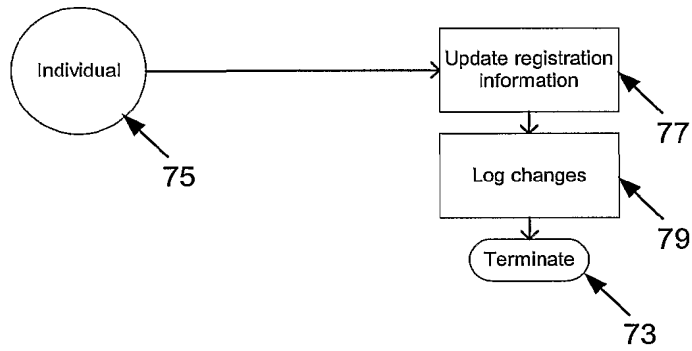 Individual
Update registration
information
77
75
Log changes
79
Terminate
73